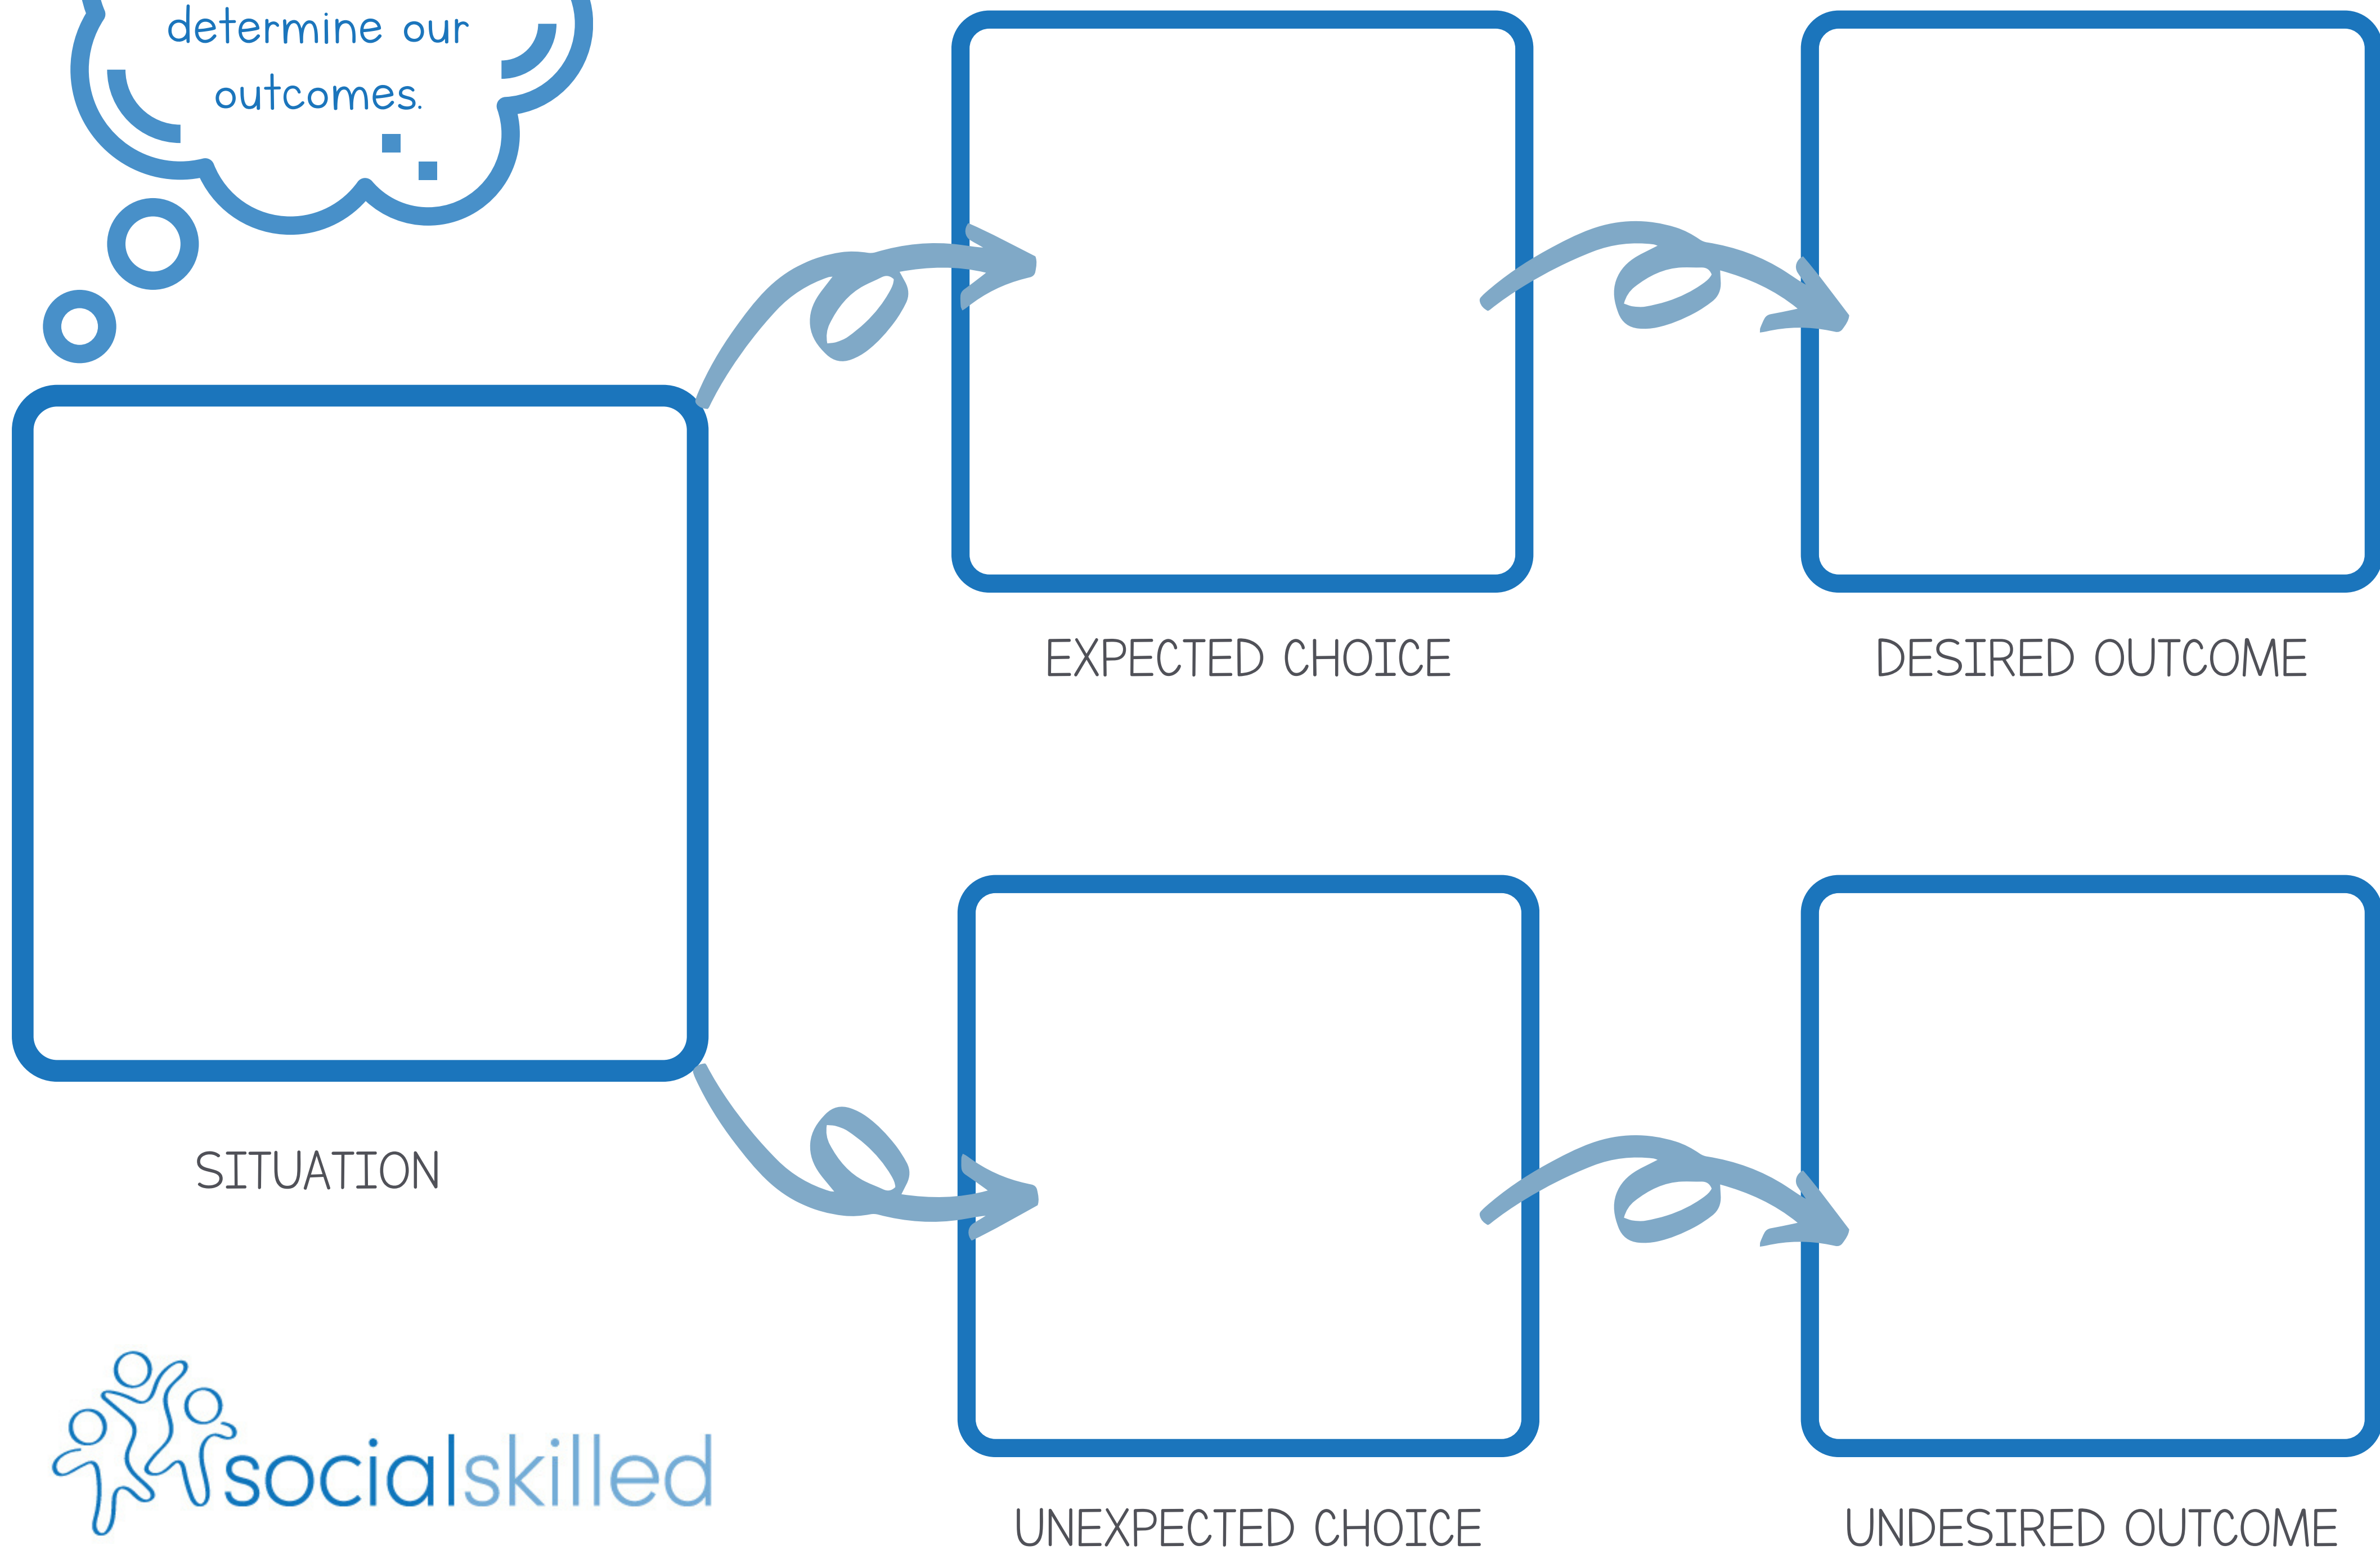 determine our
outcomes.
EXPECTED CHOICE
DESIRED OUTCOME
SITUATION
socialskilled
UNEXPECTED CHOICE
UNDESIRED OUTCOME